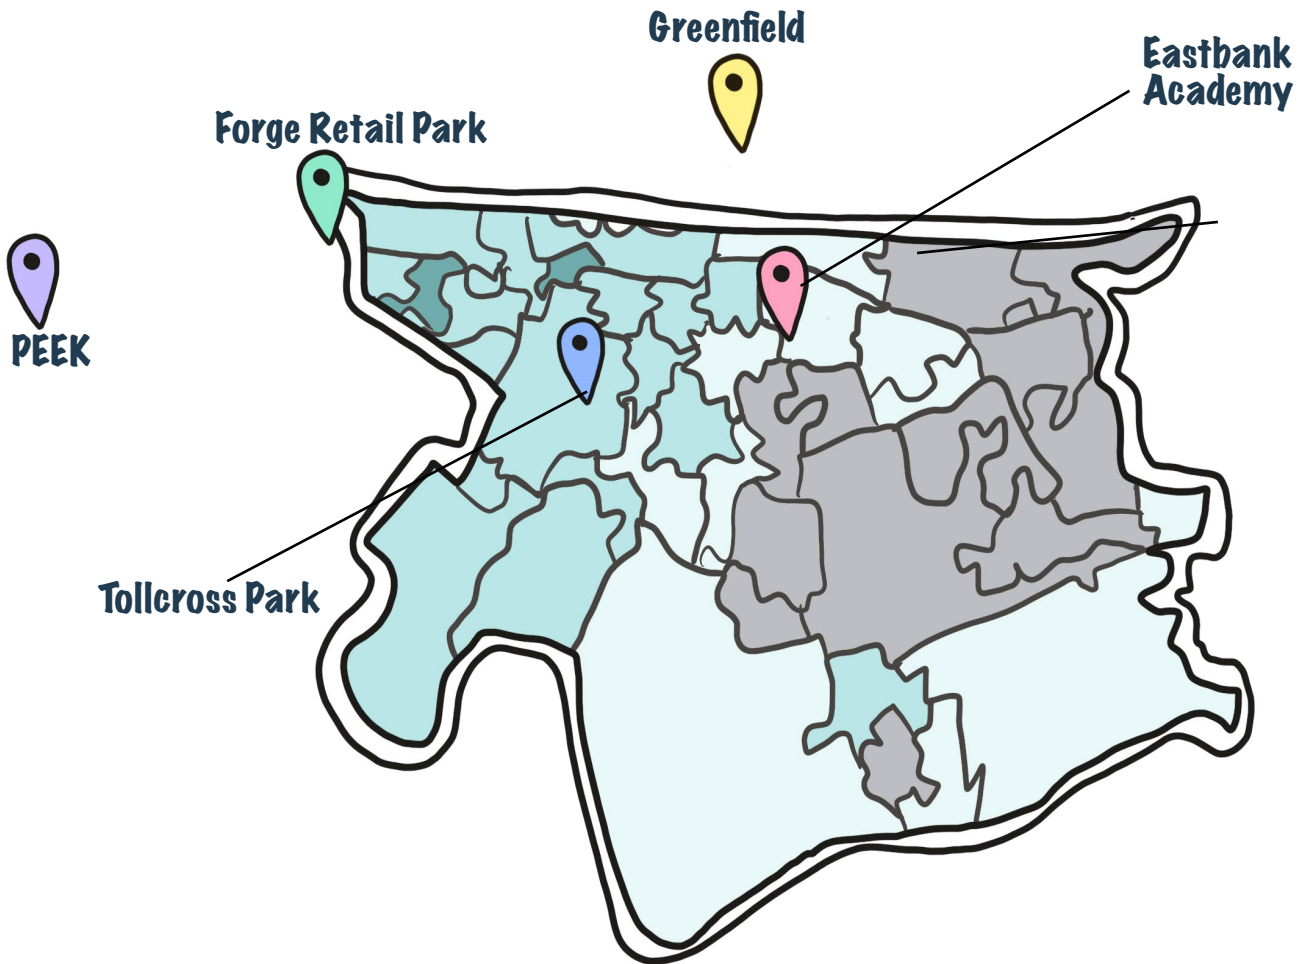 Greenfield
Eastbank
Academy
Forge Retail Park
PEEK
Tollcross Park